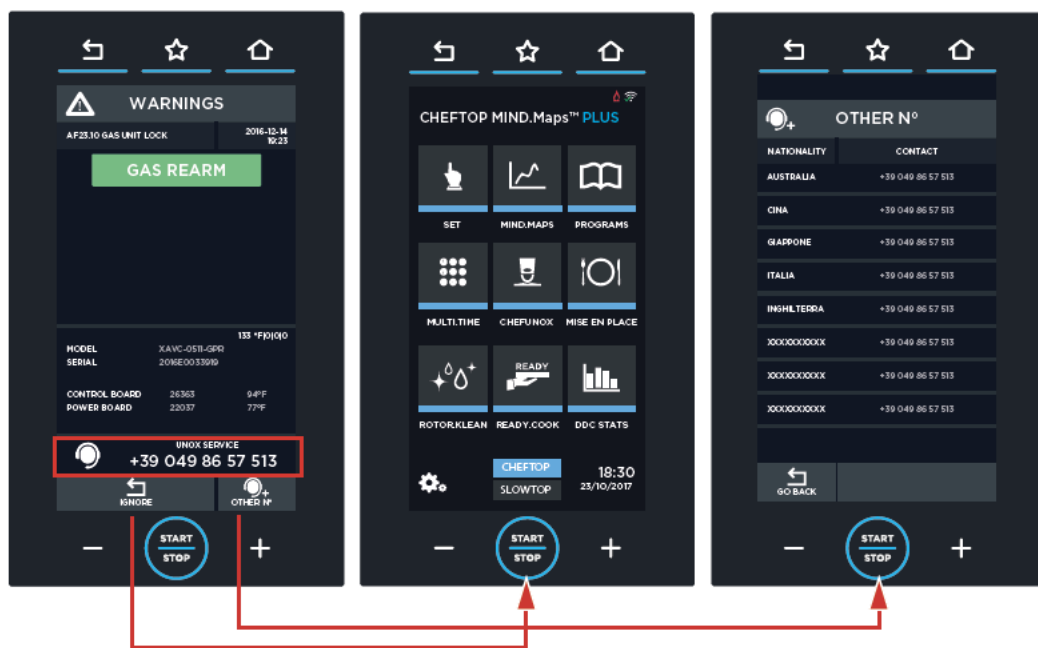 WARNINGS
AF23.10 GAS UNIT LOCK 2016-12-14
19:23
GAS REARM
133 °F|0|0|0
MODEL XAVC-0511-GPR
SERIAL 2016E0033919
CONTROL BOARD 26363 94°F
POWER BOARD 22037 77°F
UNOX SERVICE
+39 049 86 57 513
IGNORE OTHER N°
START
STOP
CHEFTOP MIND.Maps™ PLUS
SET MIND.MAPS PROGRAMS
MULTI.TIME CHEFUNOX MISE EN PLACE
READY
ROTOR.KLEAN READY.COOK DDC STATS
CHEFTOP 18:30
SLOWTOP 23/10/2017
START
STOP
OTHER N°
NATIONALITY CONTACT
AUSTRALIA +39 049 86 57 513
CINA +39 049 86 57 513
GIAPPONE +39 049 86 57 513
ITALIA +39 049 86 57 513
INGHILTERRA +39 049 86 57 513
XXXXXXXXXXX +39 049 86 57 513
XXXXXXXXXXX +39 049 86 57 513
XXXXXXXXXXX +39 049 86 57 513
GO BACK
START
STOP